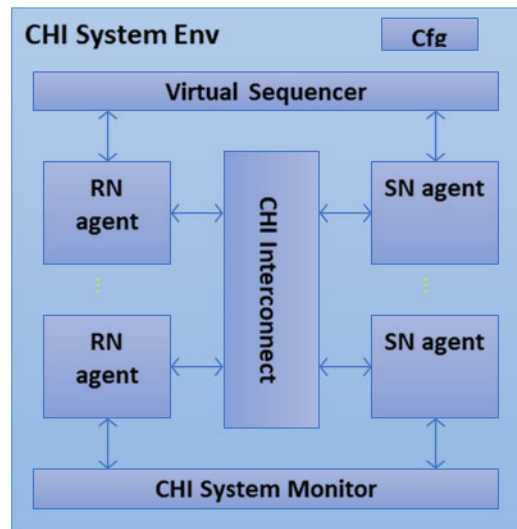 CHI System Env
Cfg
Virtual Sequencer
RN
agent
SN agent
CHI Interconnect
RN
agent
SN agent
CHI System Monitor